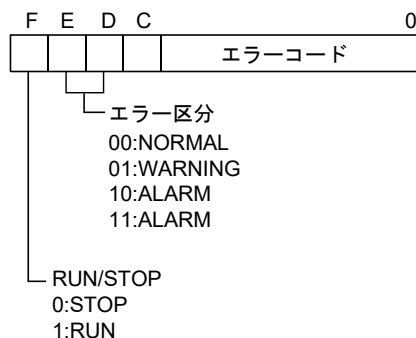 F E D C 0
エラーコード
エラー区分
00:NORMAL
01:WARNING
10:ALARM
11:ALARM
RUN/STOP
0:STOP
1:RUN